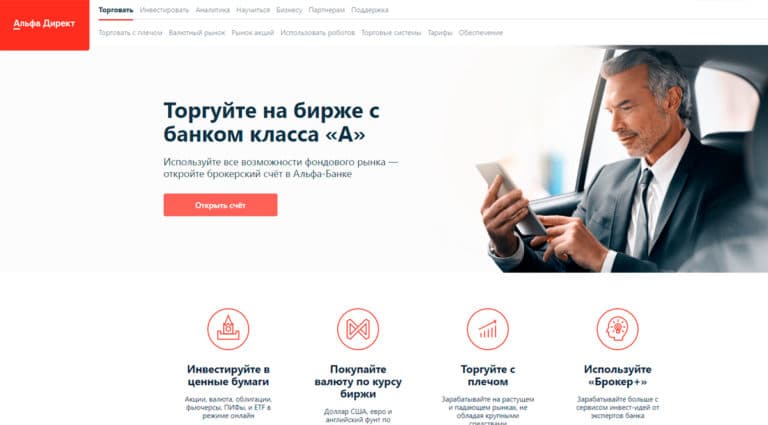 Альфа Директ
Торговать Инвестировать Аналитика Научиться Бизнесу Партнерам Поддержка
Торговать с плечом Валютный рынок Рынок акций Использовать роботов Торговые системы Тарифы Обеспечение
Торгуйте на бирже с
банком класса «А»
Используйте все возможности фондового рынка —
откройте брокерский счёт в Альфа-Банке
Открыть счёт
Инвестируйте в
ценные бумаги
Акции, валюта, облигации,
фьючерсы, ПИФы, и ETF в
режиме онлайн
Покупайте
валюту по курсу
биржи
Доллар США, евро и
английский фунт по
Торгуйте с
плечом
Зарабатывайте на растущем
и падающем рынках, не
обладая крупными
средствами
Используйте
«Брокер+»
Зарабатывайте больше с
сервисом инвест-идей от
экспертов банка